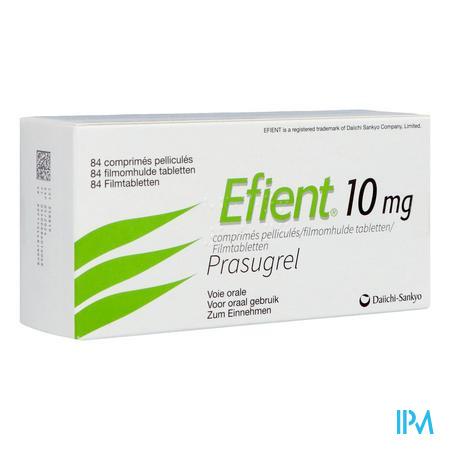 EFIENT is a registered trademark of Daiichi Sankyo Company, Limited.
84 comprimés pelliculés
84 filmomhulde tabletten
84 Filmtabletten
Efient® 10 mg
comprimés pelliculés/filmomhulde tabletten/
Filmtabletten
Prasugrel
Voie orale
Voor oraal gebruik
Zum Einnehmen
Daiichi-Sankyo
IPM